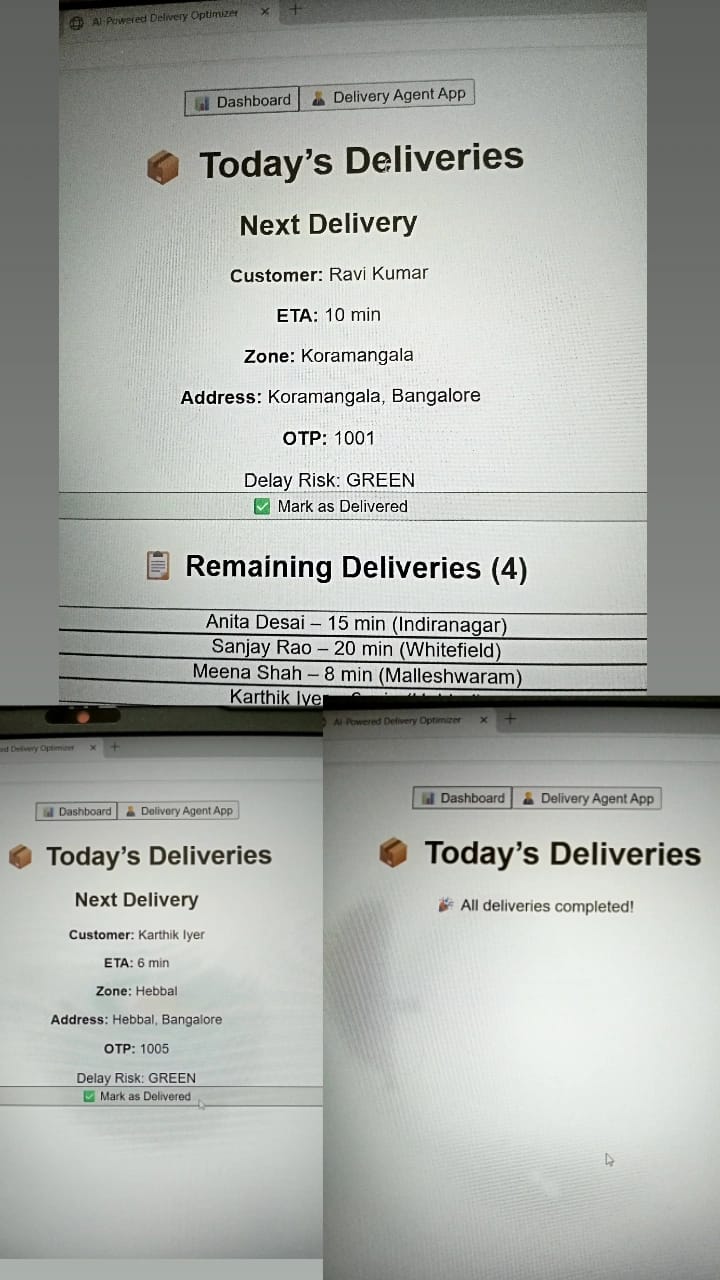 AI-Powered Delivery Optimizer
Dashboard Delivery Agent App
Today's Deliveries
Next Delivery
Customer: Ravi Kumar
ETA: 10 min
Zone: Koramangala
Address: Koramangala, Bangalore
OTP: 1001
Delay Risk: GREEN
Mark as Delivered
Remaining Deliveries (4)
Anita Desai – 15 min (Indiranagar)
Sanjay Rao – 20 min (Whitefield)
Meena Shah – 8 min (Malleshwaram)
Karthik Iyer
ed Delivery Optimizer
Dashboard Delivery Agent App
Today's Deliveries
Next Delivery
Customer: Karthik Iyer
ETA: 6 min
Zone: Hebbal
Address: Hebbal, Bangalore
OTP: 1005
Delay Risk: GREEN
Mark as Delivered
AI-Powered Delivery Optimizer
Dashboard Delivery Agent App
Today's Deliveries
All deliveries completed!